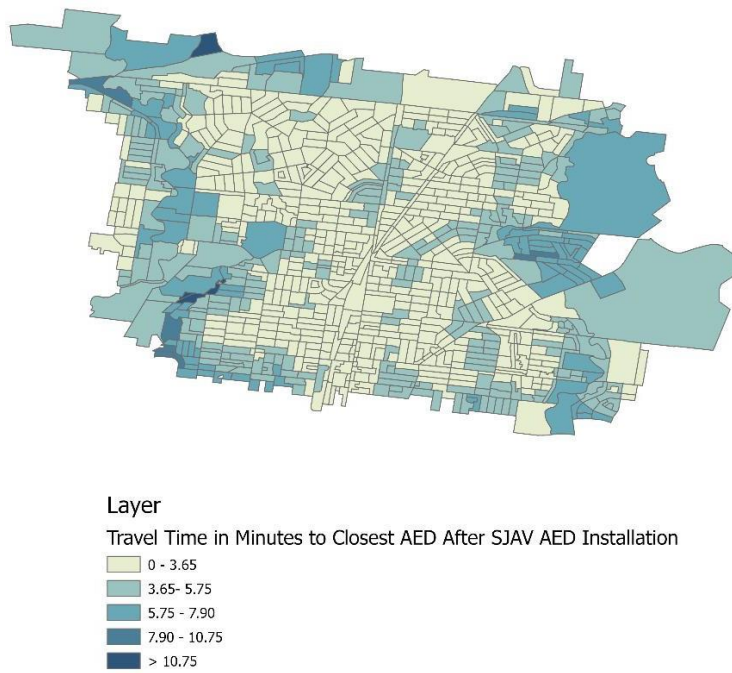 Layer
Travel Time in Minutes to Closest AED After SJAV AED Installation
0 - 3.65
3.65- 5.75
5.75 - 7.90
7.90 - 10.75
> 10.75